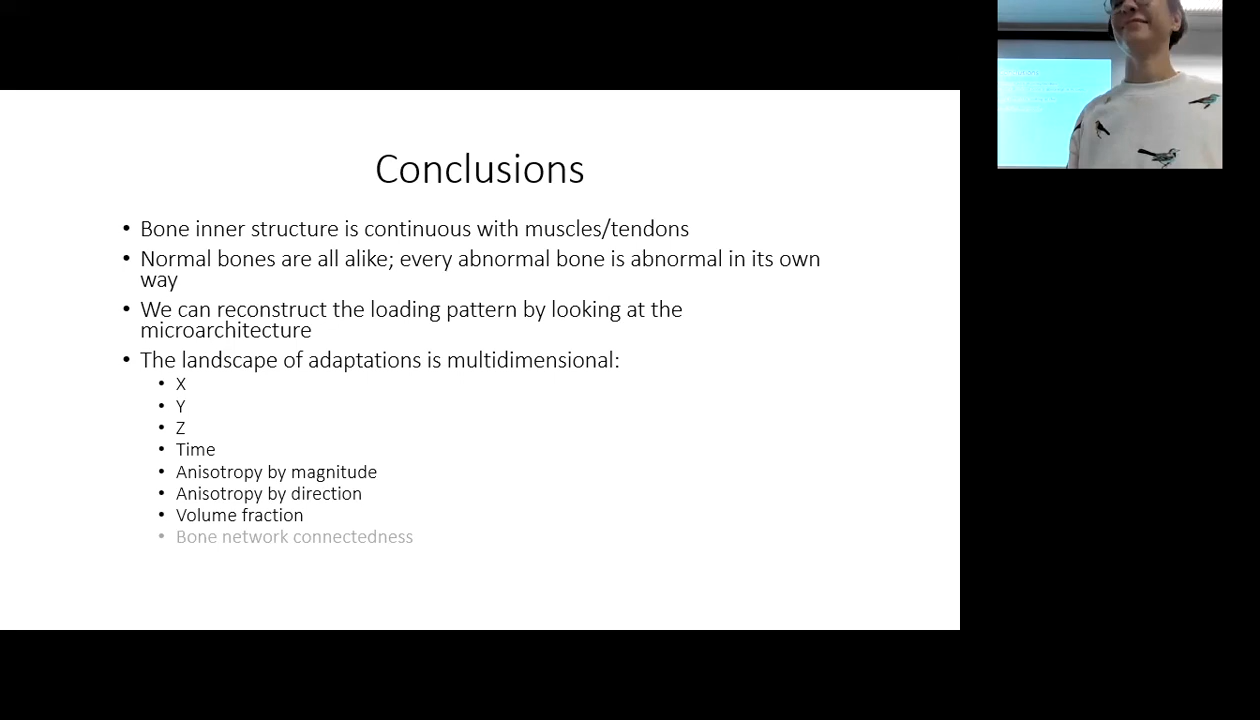 Conclusions
• Bone inner structure is continuous with muscles/tendons
• Normal bones are all alike; every abnormal bone is abnormal in its own
way
• We can reconstruct the loading pattern by looking at the
microarchitecture
• The landscape of adaptations is multidimensional:
• X
• Y
• Z
• Time
• Anisotropy by magnitude
• Anisotropy by direction
• Volume fraction
• Bone network connectedness